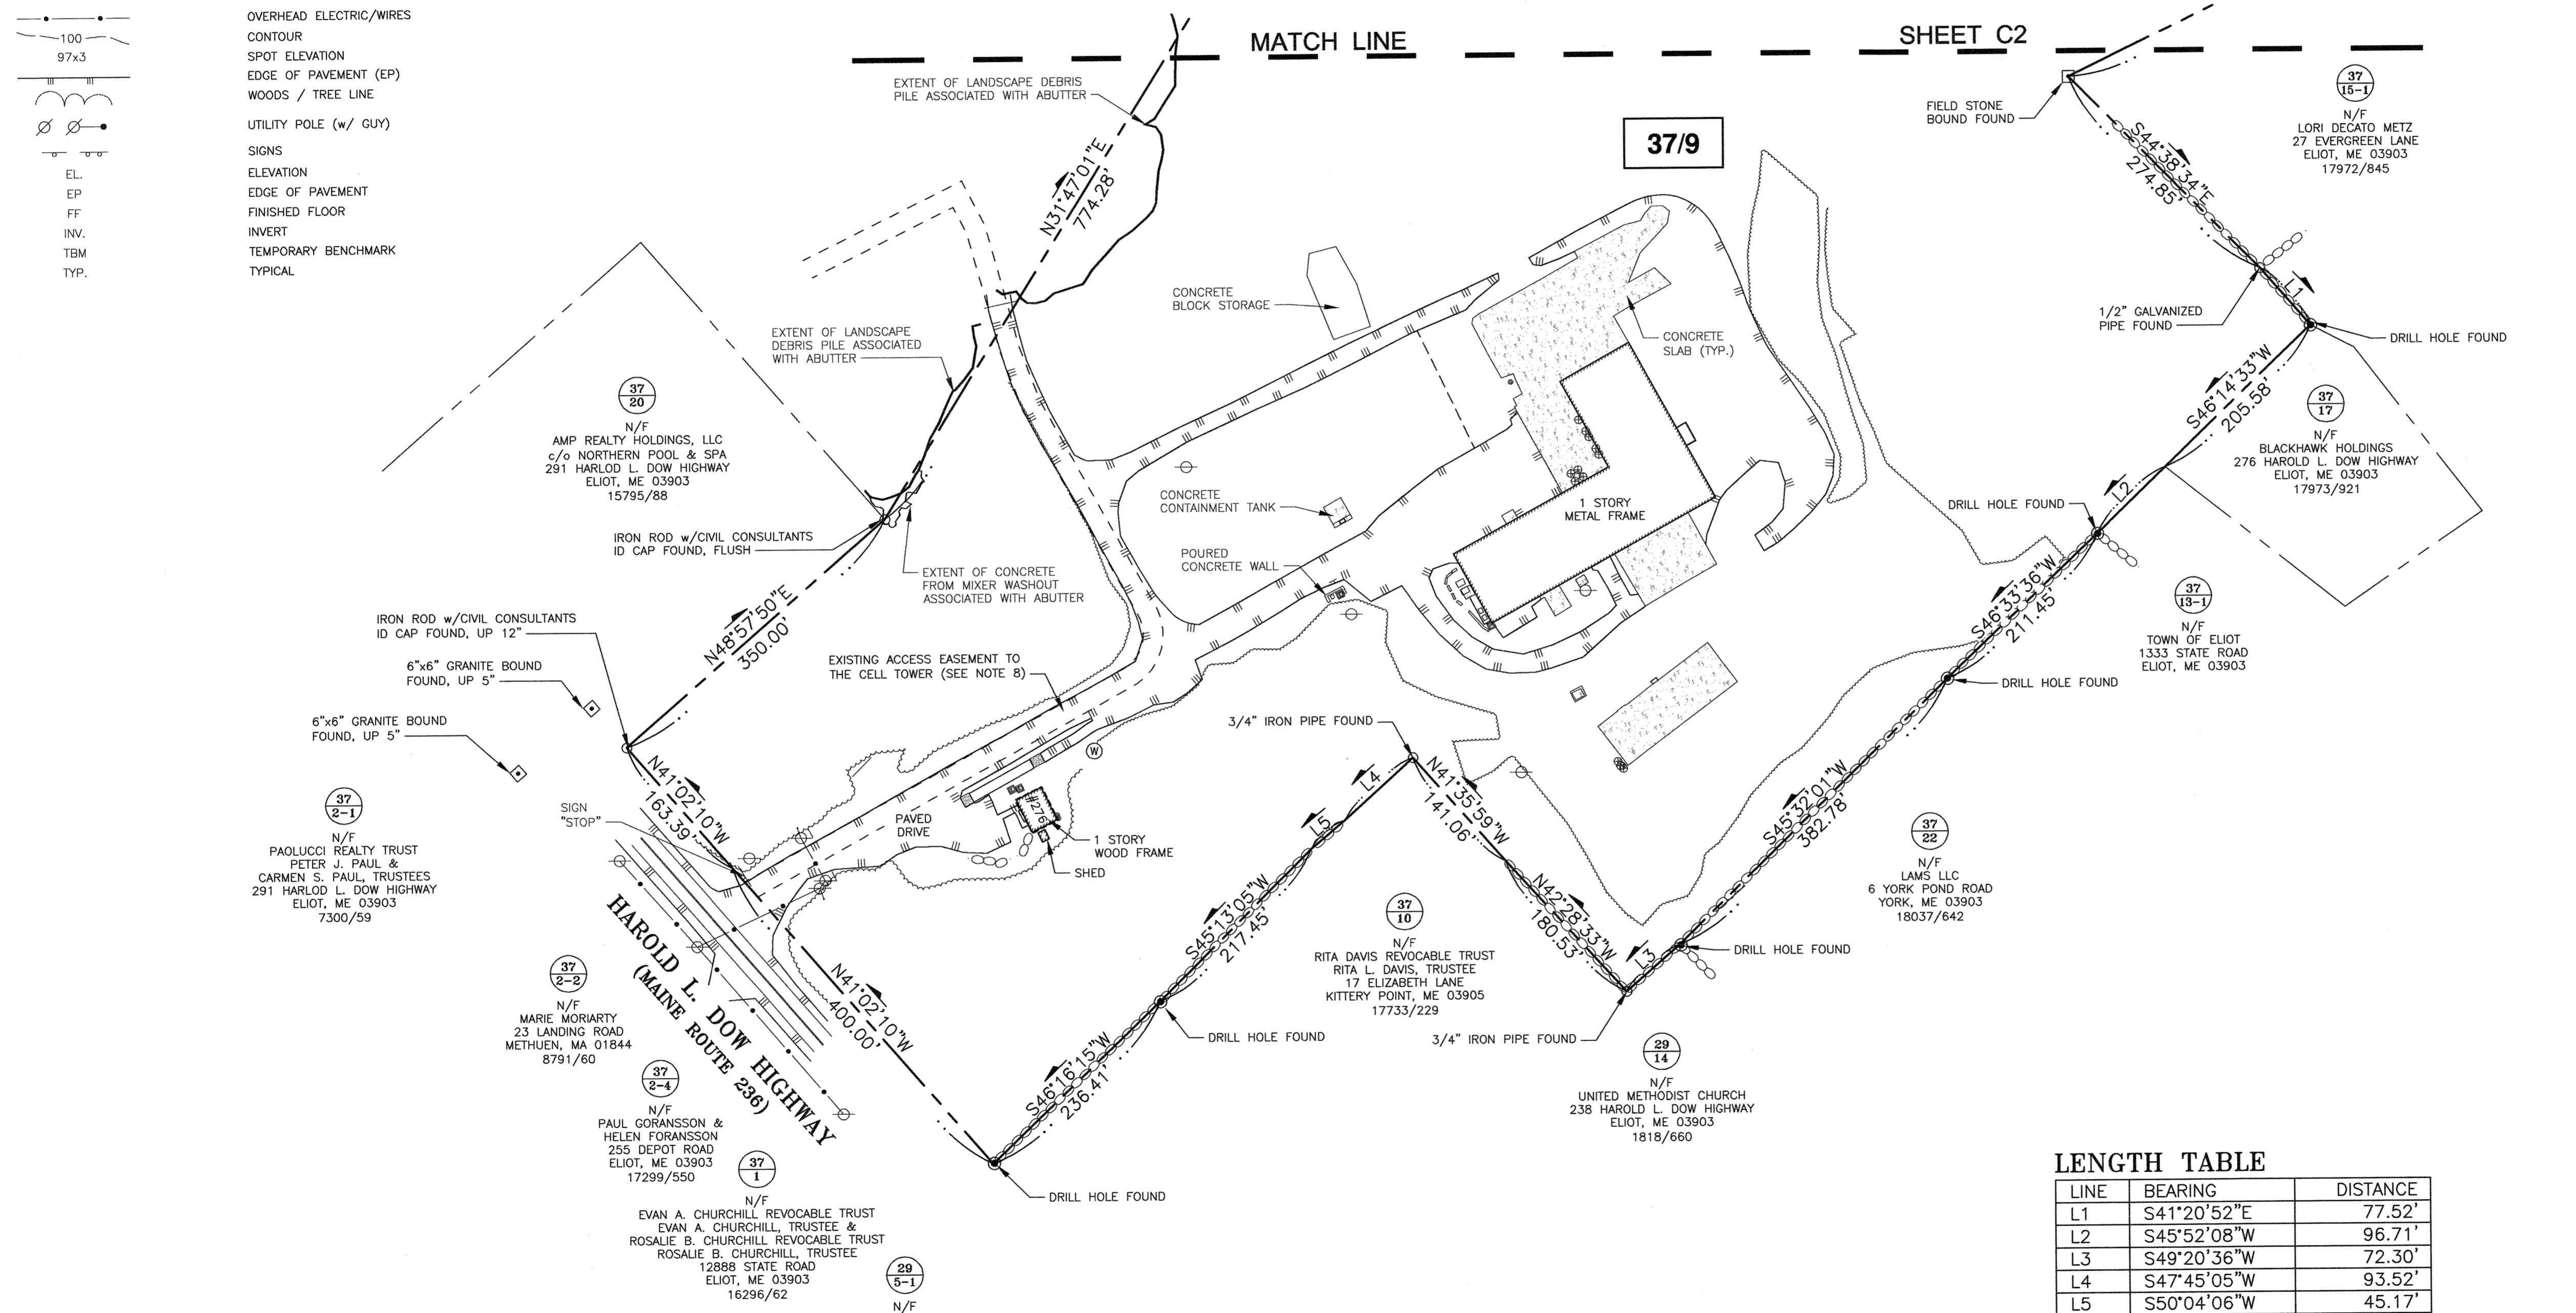 OVERHEAD ELECTRIC/WIRES
100
CONTOUR
97x3
SPOT ELEVATION
EDGE OF PAVEMENT (EP)
WOODS / TREE LINE
UTILITY POLE (w/ GUY)
SIGNS
EL.
ELEVATION
EP
EDGE OF PAVEMENT
FF
FINISHED FLOOR
INV.
INVERT
TBM
TEMPORARY BENCHMARK
TYP.
TYPICAL
MATCH LINE
SHEET C2
EXTENT OF LANDSCAPE DEBRIS
PILE ASSOCIATED WITH ABUTTER
N31°47'01"E
774.28'
37/9
FIELD STONE
BOUND FOUND
37
15-1
N/F
LORI DECATO METZ
27 EVERGREEN LANE
ELIOT, ME 03903
17972/845
S44°38'34"E
274.85'
L1
1/2" GALVANIZED
PIPE FOUND
DRILL HOLE FOUND
CONCRETE
BLOCK STORAGE
CONCRETE
SLAB (TYP.)
EXTENT OF LANDSCAPE
DEBRIS PILE ASSOCIATED
WITH ABUTTER
37
20
N/F
AMP REALTY HOLDINGS, LLC
c/o NORTHERN POOL & SPA
291 HARLOD L. DOW HIGHWAY
ELIOT, ME 03903
15795/88
S46°14'33"W
205.58'
37
17
N/F
BLACKHAWK HOLDINGS
276 HAROLD L. DOW HIGHWAY
ELIOT, ME 03903
17973/921
L2
DRILL HOLE FOUND
CONCRETE
CONTAINMENT TANK
1 STORY
METAL FRAME
POURED
CONCRETE WALL
IRON ROD w/CIVIL CONSULTANTS
ID CAP FOUND, FLUSH
EXTENT OF CONCRETE
FROM MIXER WASHOUT
ASSOCIATED WITH ABUTTER
S46°33'36"W
211.45'
37
13-1
N/F
TOWN OF ELIOT
1333 STATE ROAD
ELIOT, ME 03903
DRILL HOLE FOUND
IRON ROD w/CIVIL CONSULTANTS
ID CAP FOUND, UP 12"
N48°57'50"E
350.00'
6"x6" GRANITE BOUND
FOUND, UP 5"
EXISTING ACCESS EASEMENT TO
THE CELL TOWER (SEE NOTE 8)
6"x6" GRANITE BOUND
FOUND, UP 5"
3/4" IRON PIPE FOUND
W
L4
N41°35'59"W
141.06'
S45°32'01"W
382.78'
37
2-1
N/F
PAOLUCCI REALTY TRUST
PETER J. PAUL &
CARMEN S. PAUL, TRUSTEES
291 HARLOD L. DOW HIGHWAY
ELIOT, ME 03903
7300/59
N41°02'10"W
163.39'
SIGN
"STOP"
PAVED
DRIVE
#276
1 STORY
WOOD FRAME
SHED
L5
37
22
N/F
LAMS LLC
6 YORK POND ROAD
YORK, ME 03903
18037/642
S45°13'05"W
217.45'
37
10
N/F
RITA DAVIS REVOCABLE TRUST
RITA L. DAVIS, TRUSTEE
17 ELIZABETH LANE
KITTERY POINT, ME 03905
17733/229
N42°28'33"W
180.53'
L3
DRILL HOLE FOUND
HAROLD L. DOW HIGHWAY
(MAINE ROUTE 236)
37
2-2
N/F
MARIE MORIARTY
23 LANDING ROAD
METHUEN, MA 01844
8791/60
N41°02'10"W
400.00'
DRILL HOLE FOUND
3/4" IRON PIPE FOUND
S46°16'15"W
236.41'
29
14
N/F
UNITED METHODIST CHURCH
238 HAROLD L. DOW HIGHWAY
ELIOT, ME 03903
1818/660
37
2-4
N/F
PAUL GORANSSON &
HELEN FORANSSON
255 DEPOT ROAD
ELIOT, ME 03903
17299/550
DRILL HOLE FOUND
37
1
N/F
EVAN A. CHURCHILL REVOCABLE TRUST
EVAN A. CHURCHILL, TRUSTEE &
ROSALIE B. CHURCHILL REVOCABLE TRUST
ROSALIE B. CHURCHILL, TRUSTEE
12888 STATE ROAD
ELIOT, ME 03903
16296/62
29
5-1
N/F
LENGTH TABLE
LINE BEARING DISTANCE
L1 S41°20'52"E 77.52'
L2 S45°52'08"W 96.71'
L3 S49°20'36"W 72.30'
L4 S47°45'05"W 93.52'
L5 S50°04'06"W 45.17'